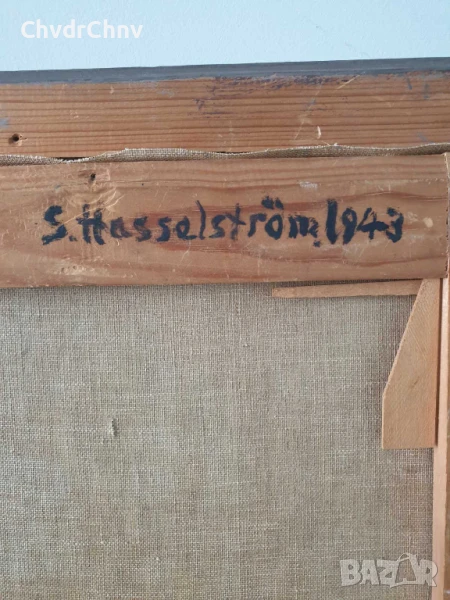 ChvdrChnv
S. Hasselström, 1943
BAZAR